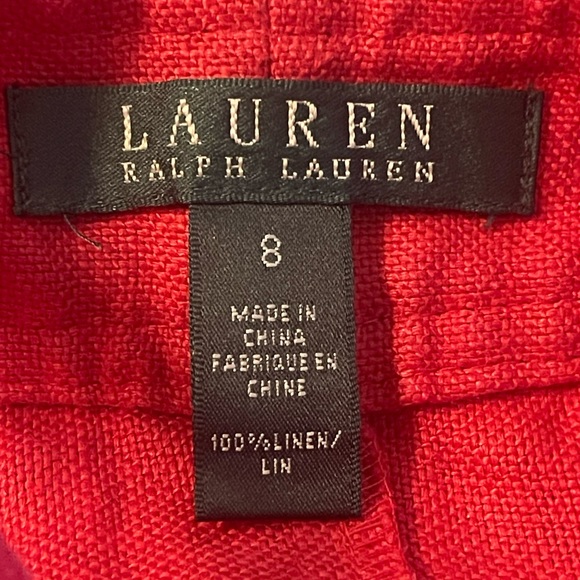 LAUREN
RALPH LAUREN
8
MADE IN
CHINA
FABRIQUE EN
CHINE
100%LINEN/
LIN